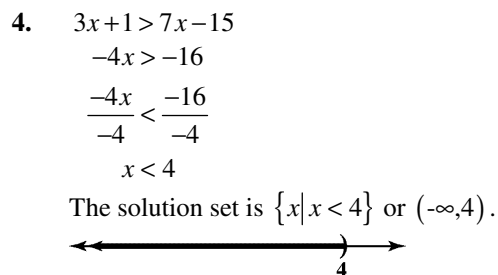 4. 3x+1>7x−15
−4x>−16
−4x/−4 < −16/−4
x<4
The solution set is {x|x<4} or (-∞,4).
)
4